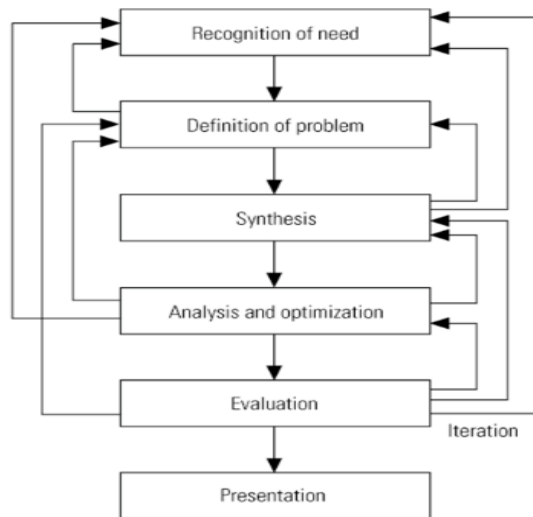 Recognition of need
Definition of problem
Synthesis
Analysis and optimization
Evaluation
Iteration
Presentation